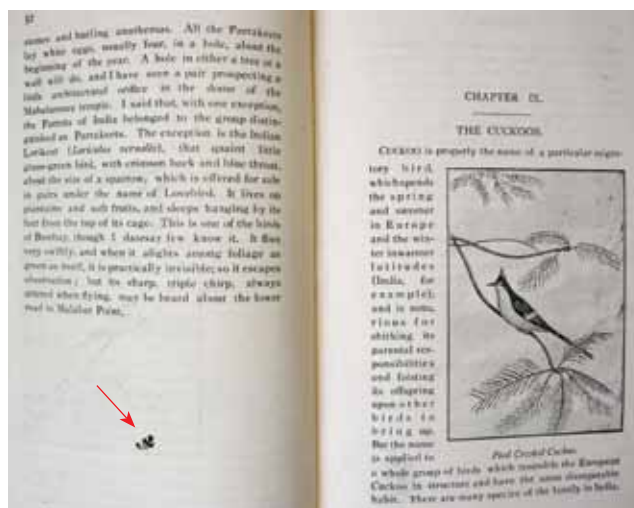 57
stones and hurling anathemas. All the Parrakeets
lay white eggs, usually four, in a hole, about the
beginning of the year. A hole in either a tree or a
wall will do, and I have seen a pair prospecting a
little architectural orifice in the dome of the
temple. I said that, with one exception,
the Parrots of India belonged to the group distin-
guished as Parrakeets. The exception is the Indian
Lorikeet (Loriculus vernalis), that quaint little
grass-green bird, with crimson back and blue throat,
about the size of a sparrow, which is offered for sale
in pairs under the name of Lovebird. It lives on
plantains and soft fruits, and sleeps hanging by its
feet from the top of its cage. This is one of the birds
of Bombay, though I daresay few know it. It flies
very swiftly, and when it alights among foliage as
green as itself, it is practically invisible; so it escapes
observation; but its sharp, triple chirp, always
uttered when flying, may be heard about the lower
road in Malabar Point.
CHAPTER IX.
THE CUCKOOS.
CUCKOO is properly the name of a particular migra-
tory bird,
which spends
the spring
and summer
in Europe
and the win-
ter in warmer
latitudes
(India, for
example);
and is noto-
rious for
shirking its
parental res-
ponsibilities
and foisting
its offspring
upon other
birds to
bring up.
But the name
is applied to
Pied Crested Cuckoo.
a whole group of birds which resemble the European
Cuckoo in structure and have the same disreputable
habit. There are many species of the family in India,